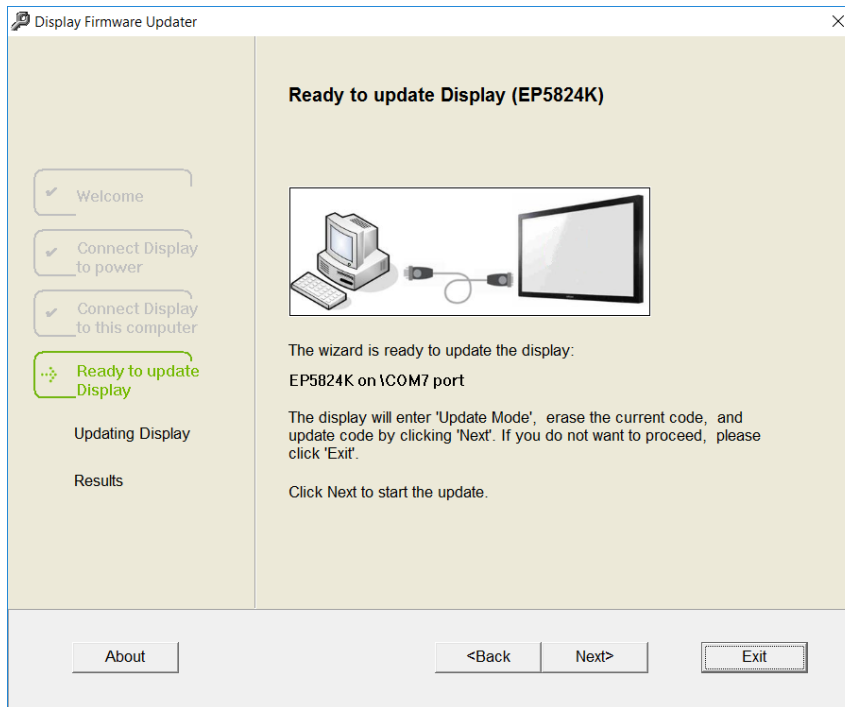 Display Firmware Updater
Ready to update Display (EP5824K)
Welcome
Connect Display
to power
Connect Display
to this computer
Ready to update
Display
Updating Display
Results
The wizard is ready to update the display:
EP5824K on \COM7 port
The display will enter 'Update Mode',  erase the current code,  and
update code by clicking 'Next'. If you do not want to proceed,  please
click 'Exit'.
Click Next to start the update.
About
<Back
Next>
Exit